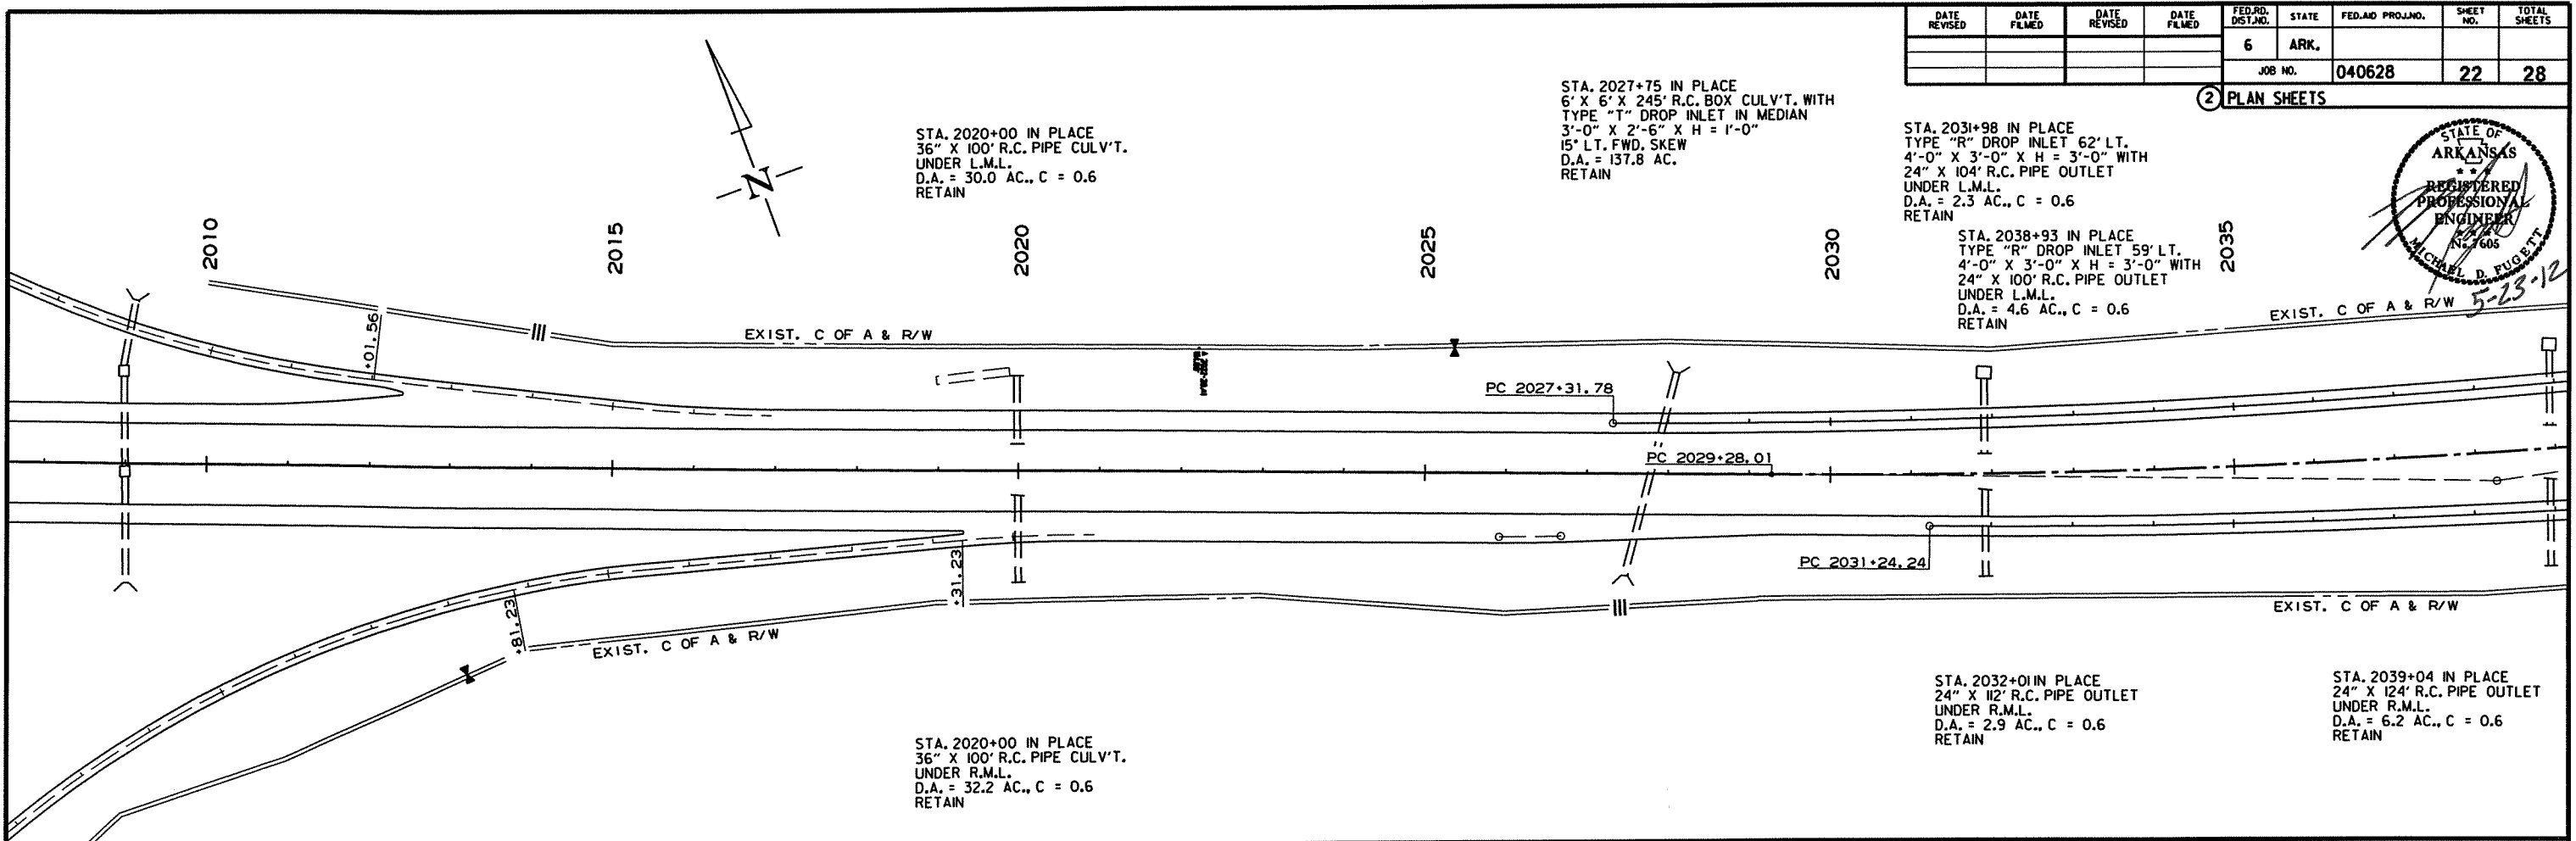 DATE REVISED
DATE FILMED
DATE REVISED
DATE FILMED
FED.RD. DIST.NO.
STATE
FED.AID PROJ.NO.
SHEET NO.
TOTAL SHEETS
6
ARK.
JOB NO.
040628
22
28
2 PLAN SHEETS
STATE OF
ARKANSAS
* * *
REGISTERED
PROFESSIONAL
ENGINEER
* * *
No. 7605
MICHAEL D. FUGETT
5-23-12
N
STA. 2020+00 IN PLACE
36" X 100' R.C. PIPE CULV'T.
UNDER L.M.L.
D.A. = 30.0 AC., C = 0.6
RETAIN
STA. 2027+75 IN PLACE
6' X 6' X 245' R.C. BOX CULV'T. WITH
TYPE "T" DROP INLET IN MEDIAN
3'-0" X 2'-6" X H = 1'-0"
15° LT. FWD. SKEW
D.A. = 137.8 AC.
RETAIN
STA. 2031+98 IN PLACE
TYPE "R" DROP INLET 62' LT.
4'-0" X 3'-0" X H = 3'-0" WITH
24" X 104' R.C. PIPE OUTLET
UNDER L.M.L.
D.A. = 2.3 AC., C = 0.6
RETAIN
STA. 2038+93 IN PLACE
TYPE "R" DROP INLET 59' LT.
4'-0" X 3'-0" X H = 3'-0" WITH
24" X 100' R.C. PIPE OUTLET
UNDER L.M.L.
D.A. = 4.6 AC., C = 0.6
RETAIN
2010
2015
2020
2025
2030
2035
EXIST. C OF A & R/W
EXIST. C OF A & R/W
+01.56
PC 2027+31.78
PC 2029+28.01
PC 2031+24.24
+31.23
+81.23
EXIST. C OF A & R/W
EXIST. C OF A & R/W
STA. 2020+00 IN PLACE
36" X 100' R.C. PIPE CULV'T.
UNDER R.M.L.
D.A. = 32.2 AC., C = 0.6
RETAIN
STA. 2032+01 IN PLACE
24" X 112' R.C. PIPE OUTLET
UNDER R.M.L.
D.A. = 2.9 AC., C = 0.6
RETAIN
STA. 2039+04 IN PLACE
24" X 124' R.C. PIPE OUTLET
UNDER R.M.L.
D.A. = 6.2 AC., C = 0.6
RETAIN